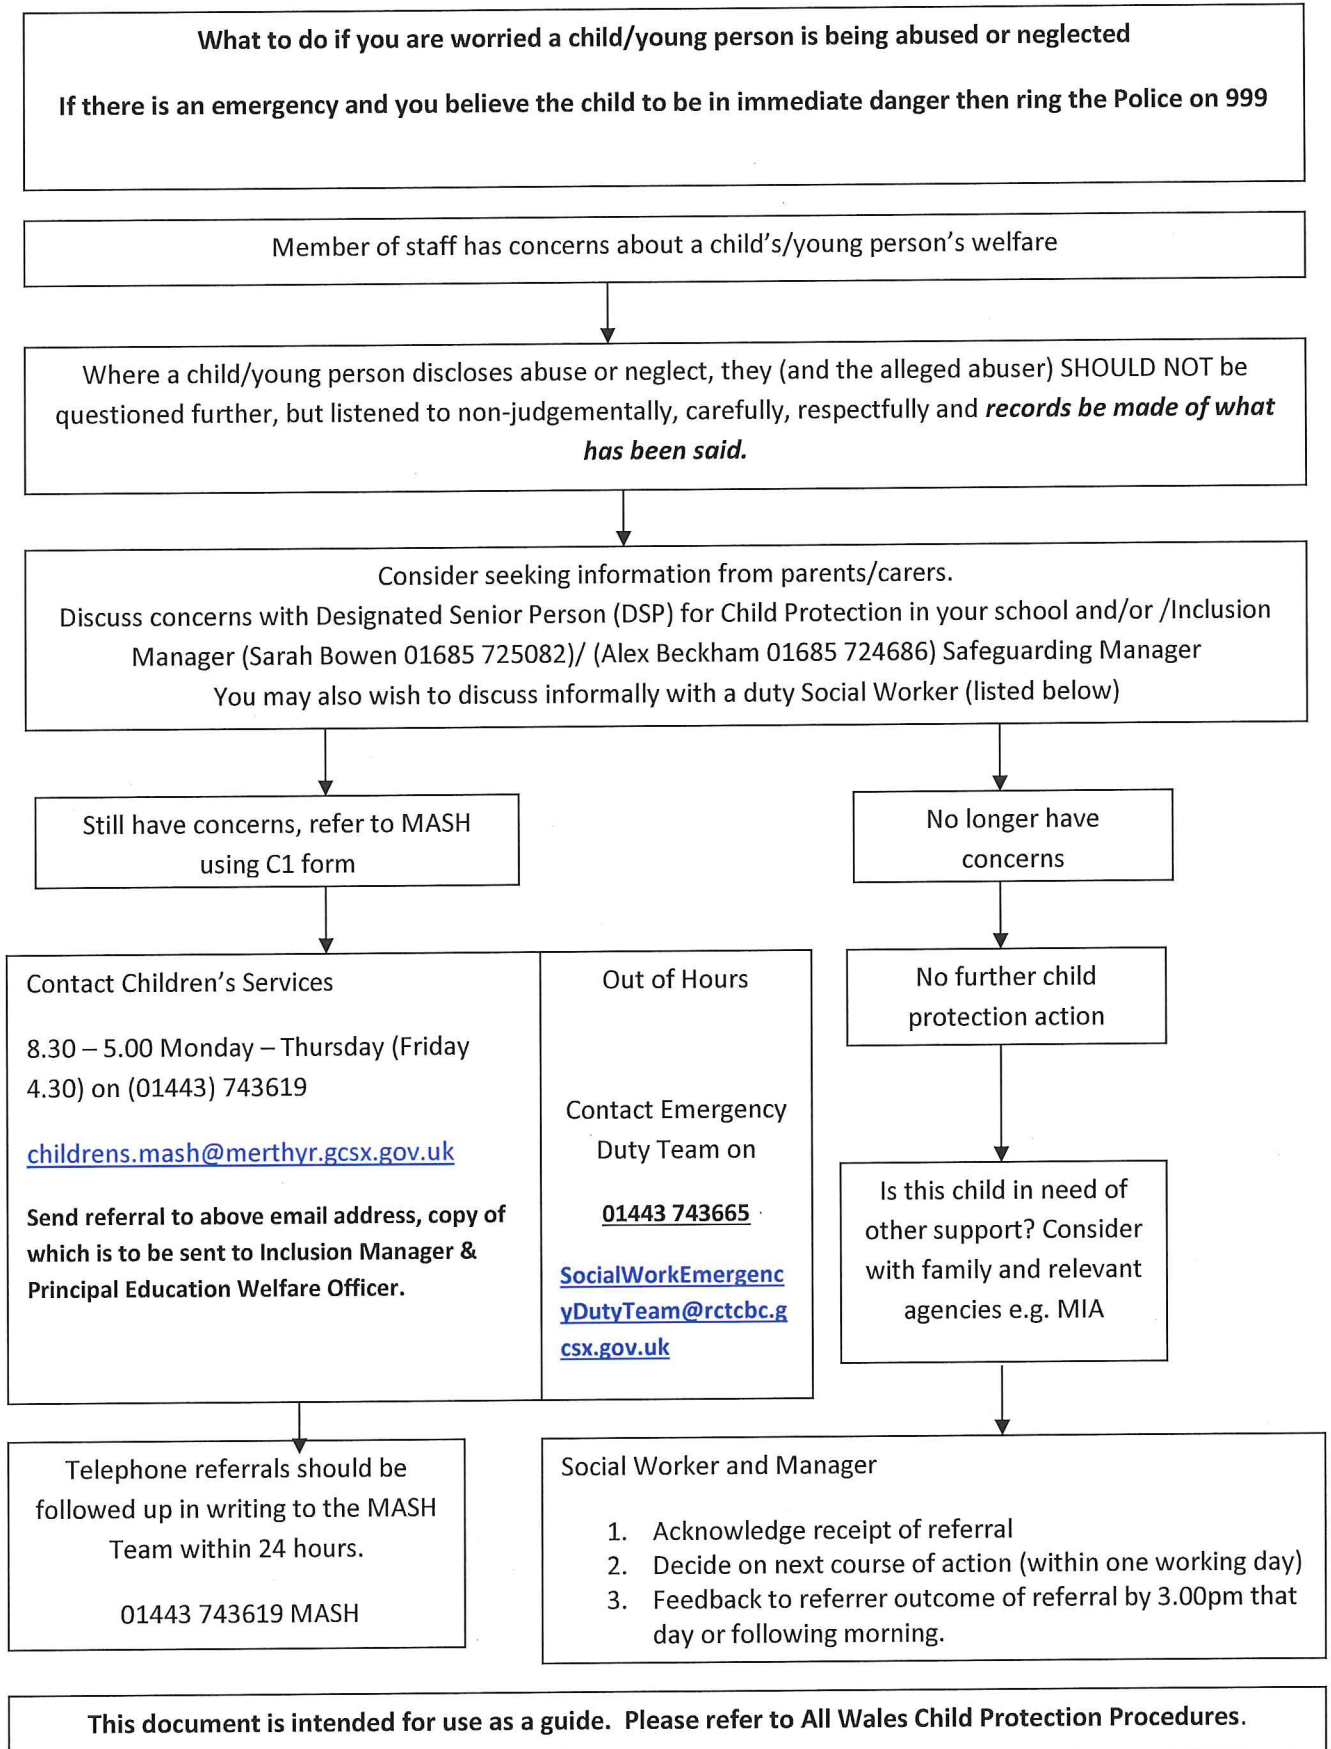 What to do if you are worried a child/young person is being abused or neglected
If there is an emergency and you believe the child to be in immediate danger then ring the Police on 999
Member of staff has concerns about a child's/young person's welfare
Where a child/young person discloses abuse or neglect, they (and the alleged abuser) SHOULD NOT be
questioned further, but listened to non-judgementally, carefully, respectfully and records be made of what
has been said.
Consider seeking information from parents/carers.
Discuss concerns with Designated Senior Person (DSP) for Child Protection in your school and/or /Inclusion
Manager (Sarah Bowen 01685 725082)/ (Alex Beckham 01685 724686) Safeguarding Manager
You may also wish to discuss informally with a duty Social Worker (listed below)
Still have concerns, refer to MASH
using C1 form
No longer have
concerns
Contact Children's Services
8.30 – 5.00 Monday – Thursday (Friday
4.30) on (01443) 743619
childrens.mash@merthyr.gcsx.gov.uk
Send referral to above email address, copy of
which is to be sent to Inclusion Manager &
Principal Education Welfare Officer.
Out of Hours
Contact Emergency
Duty Team on
01443 743665
SocialWorkEmergenc
yDutyTeam@rctcbc.g
csx.gov.uk
No further child
protection action
Is this child in need of
other support? Consider
with family and relevant
agencies e.g. MIA
Telephone referrals should be
followed up in writing to the MASH
Team within 24 hours.
01443 743619 MASH
Social Worker and Manager
1. Acknowledge receipt of referral
2. Decide on next course of action (within one working day)
3. Feedback to referrer outcome of referral by 3.00pm that
day or following morning.
This document is intended for use as a guide. Please refer to All Wales Child Protection Procedures.